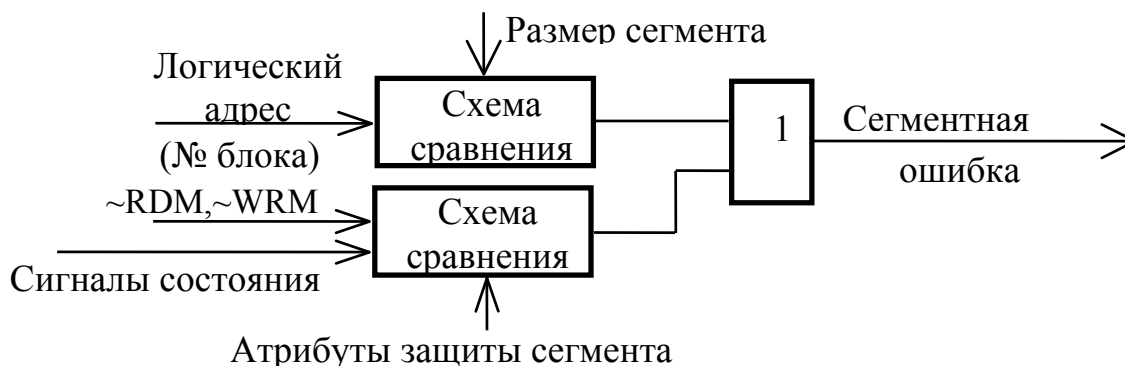 Размер сегмента
Логический
адрес
(№ блока)
Схема
сравнения
1
Сегментная
ошибка
~RDM,~WRM
Схема
сравнения
Сигналы состояния
Атрибуты защиты сегмента